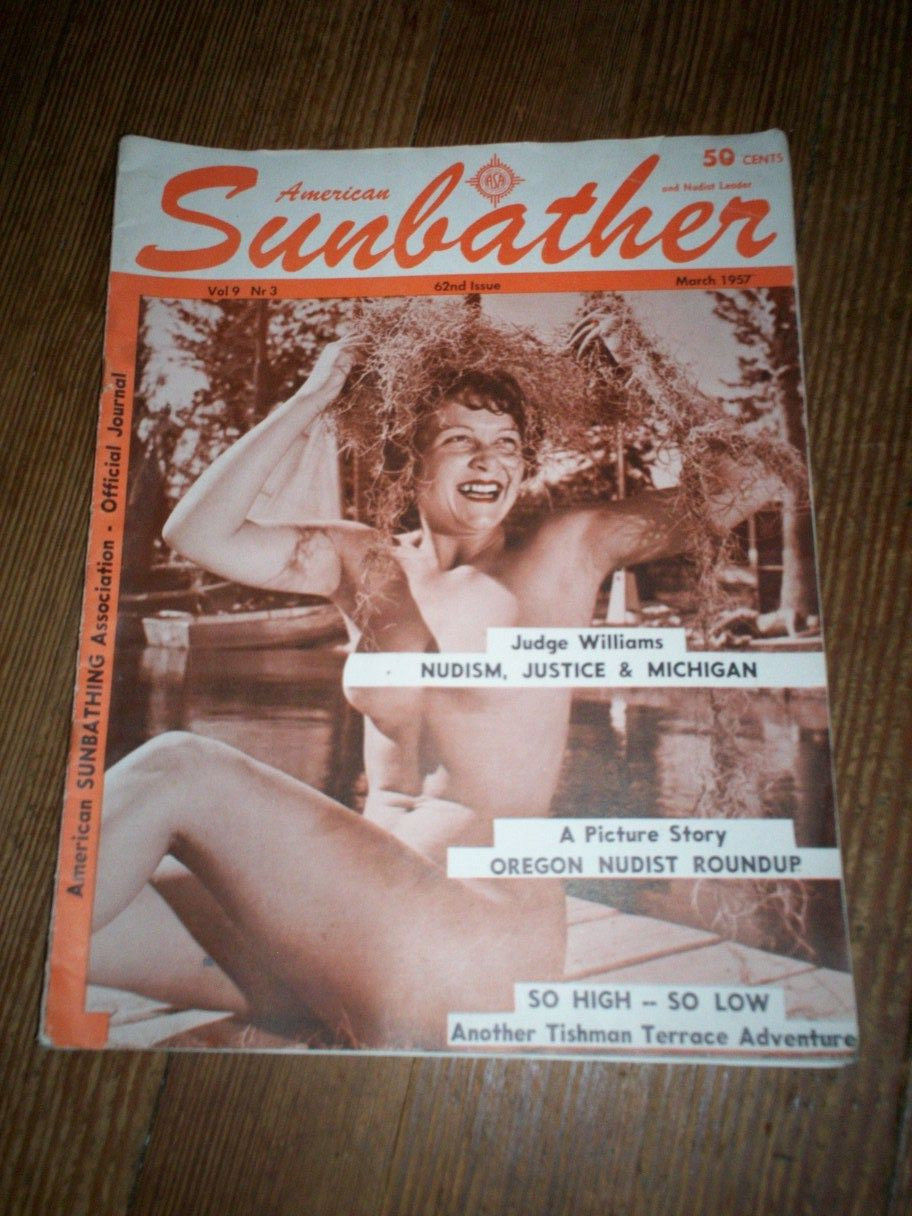 American
Sunbather
ASA
50 CENTS
and Nudist Leader
Vol 9 Nr 3 62nd Issue March 1957
American SUNBATHING Association - Official Journal
Judge Williams
NUDISM, JUSTICE & MICHIGAN
A Picture Story
OREGON NUDIST ROUNDUP
SO HIGH -- SO LOW
Another Tishman Terrace Adventure